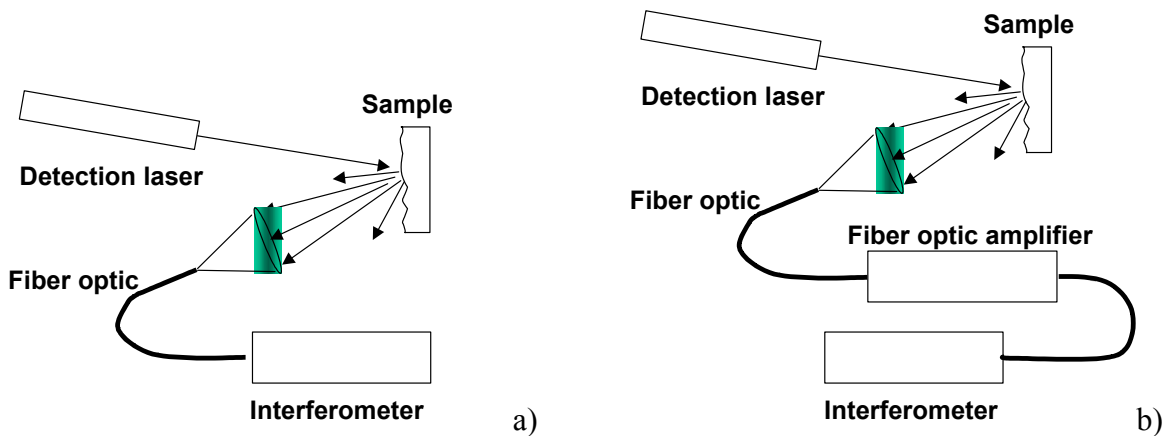 Sample
Detection laser
Fiber optic
Interferometer
a)
Sample
Detection laser
Fiber optic
Fiber optic amplifier
Interferometer
b)